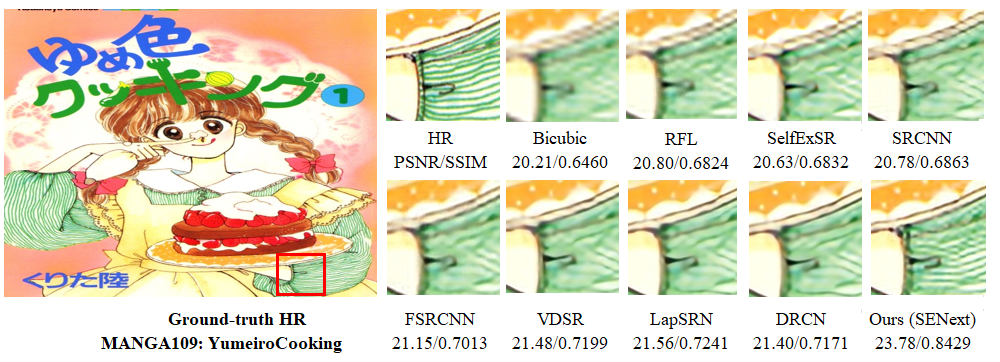 ゆめ色
クッキング 1
くりた陸
Ground-truth HR
MANGA109: YumeiroCooking
HR
PSNR/SSIM
Bicubic
20.21/0.6460
RFL
20.80/0.6824
SelfExSR
20.63/0.6832
SRCNN
20.78/0.6863
FSRCNN
21.15/0.7013
VDSR
21.48/0.7199
LapSRN
21.56/0.7241
DRCN
21.40/0.7171
Ours (SENext)
23.78/0.8429